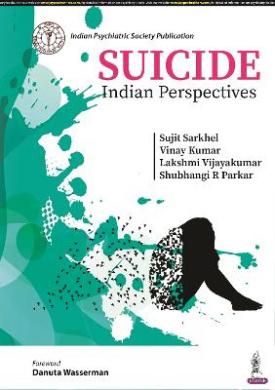 Indian Psychiatric Society Publication
SUICIDE
Indian Perspectives
Sujit Sarkhel
Vinay Kumar
Lakshmi Vijayakumar
Shubhangi R Parkar
Foreword
Danuta Wasserman